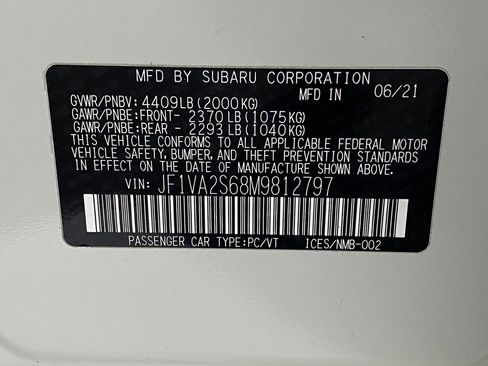 MFD BY SUBARU CORPORATION
MFD IN 06/21
GVWR/PNBV: 4409LB(2000KG)
GAWR/PNBE:FRONT- 2370LB(1075KG)
GAWR/PNBE:REAR - 2293LB(1040KG)
THIS VEHICLE CONFORMS TO ALL APPLICABLE FEDERAL MOTOR
VEHICLE SAFETY, BUMPER, AND THEFT PREVENTION STANDARDS
IN EFFECT ON THE DATE OF MANUFACTURE SHOWN ABOVE.
VIN: JF1VA2S68M9812797
PASSENGER CAR TYPE:PC/VT ICES/NMB-002